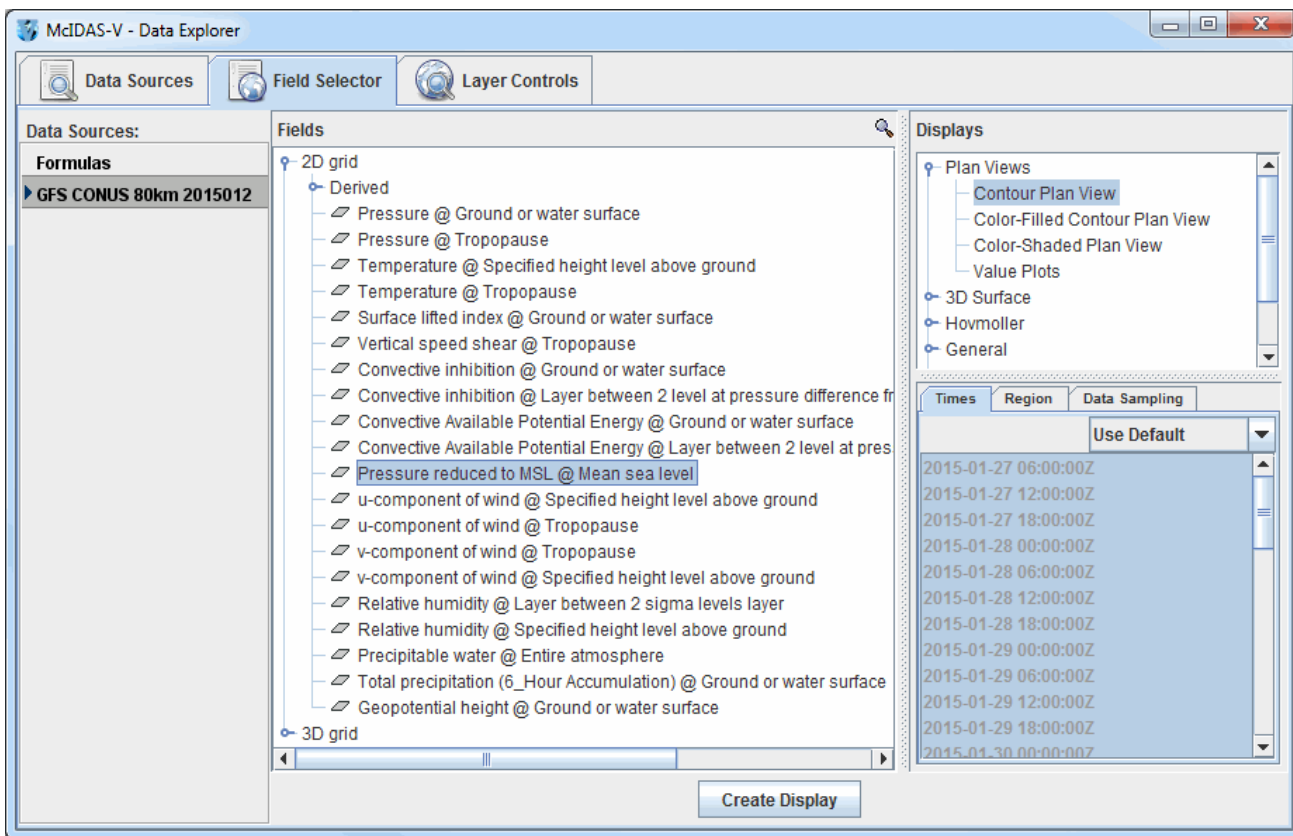 McIDAS-V - Data Explorer
Data Sources
Field Selector
Layer Controls
Data Sources:
Formulas
GFS CONUS 80km 2015012
Fields
2D grid
Derived
Pressure @ Ground or water surface
Pressure @ Tropopause
Temperature @ Specified height level above ground
Temperature @ Tropopause
Surface lifted index @ Ground or water surface
Vertical speed shear @ Tropopause
Convective inhibition @ Ground or water surface
Convective inhibition @ Layer between 2 level at pressure difference fr
Convective Available Potential Energy @ Ground or water surface
Convective Available Potential Energy @ Layer between 2 level at pres
Pressure reduced to MSL @ Mean sea level
u-component of wind @ Specified height level above ground
u-component of wind @ Tropopause
v-component of wind @ Tropopause
v-component of wind @ Specified height level above ground
Relative humidity @ Layer between 2 sigma levels layer
Relative humidity @ Specified height level above ground
Precipitable water @ Entire atmosphere
Total precipitation (6_Hour Accumulation) @ Ground or water surface
Geopotential height @ Ground or water surface
3D grid
Displays
Plan Views
Contour Plan View
Color-Filled Contour Plan View
Color-Shaded Plan View
Value Plots
3D Surface
Hovmoller
General
Times
Region
Data Sampling
Use Default
2015-01-27 06:00:00Z
2015-01-27 12:00:00Z
2015-01-27 18:00:00Z
2015-01-28 00:00:00Z
2015-01-28 06:00:00Z
2015-01-28 12:00:00Z
2015-01-28 18:00:00Z
2015-01-29 00:00:00Z
2015-01-29 06:00:00Z
2015-01-29 12:00:00Z
2015-01-29 18:00:00Z
2015-01-30 00:00:00Z
Create Display